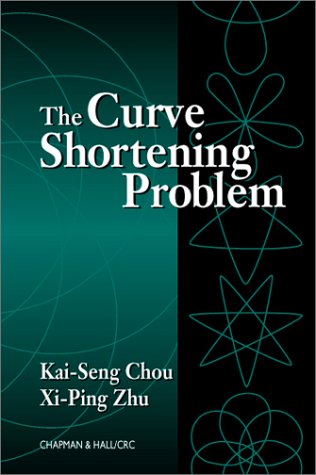 The Curve
Shortening
Problem
Kai-Seng Chou
Xi-Ping Zhu
CHAPMAN & HALL/CRC